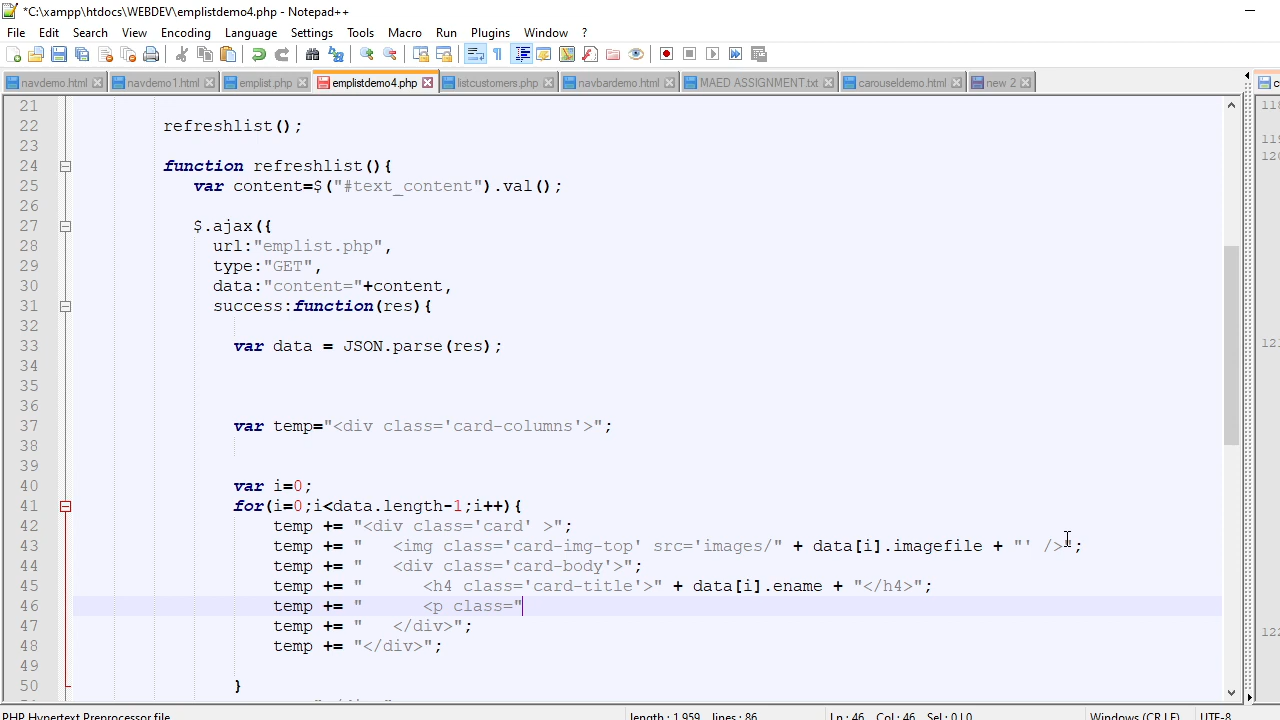 *C:\xampp\htdocs\WEBDEV\emplistdemo4.php - Notepad++
File Edit Search View Encoding Language Settings Tools Macro Run Plugins Window ?
navdemo.html navdemo1.html emplist.php emplistdemo4.php listcustomers.php navbardemo.html MAED ASSIGNMENT.txt carouseldemo.html new 2 c
21
22 refreshlist();
23
24 function refreshlist(){
25 var content=$("#text_content").val();
26
27 $.ajax({
28 url:"emplist.php",
29 type:"GET",
30 data:"content="+content,
31 success:function(res){
32
33 var data = JSON.parse(res);
34
35
36
37 var temp="<div class='card-columns'>";
38
39
40 var i=0;
41 for(i=0;i<data.length-1;i++){
42 temp += "<div class='card' >";
43 temp += "   <img class='card-img-top' src='images/" + data[i].imagefile + "' />";
44 temp += "   <div class='card-body'>";
45 temp += "      <h4 class='card-title'>" + data[i].ename + "</h4>";
46 temp += "      <p class="
47 temp += "   </div>";
48 temp += "</div>";
49
50 }
118
119
120
121
122
PHP Hypertext Preprocessor file length : 1,959 lines : 86 Ln : 46 Col : 46 Sel : 0 | 0 Windows (CR LF) UTF-8